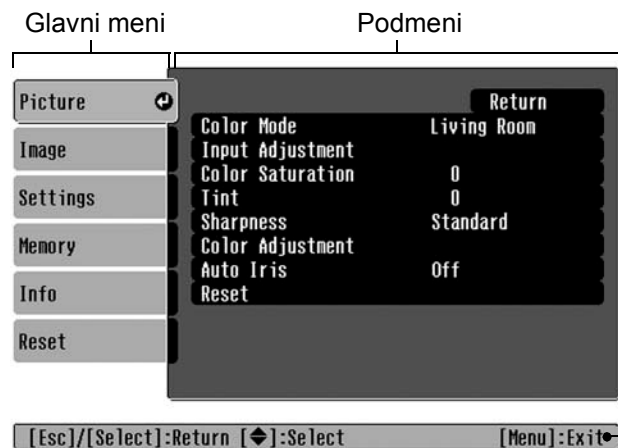 Glavni meni Podmeni
Picture
Image
Settings
Memory
Info
Reset
Return
Color Mode Living Room
Input Adjustment
Color Saturation 0
Tint 0
Sharpness Standard
Color Adjustment
Auto Iris Off
Reset
[Esc]/[Select]:Return [◆]:Select [Menu]:Exit